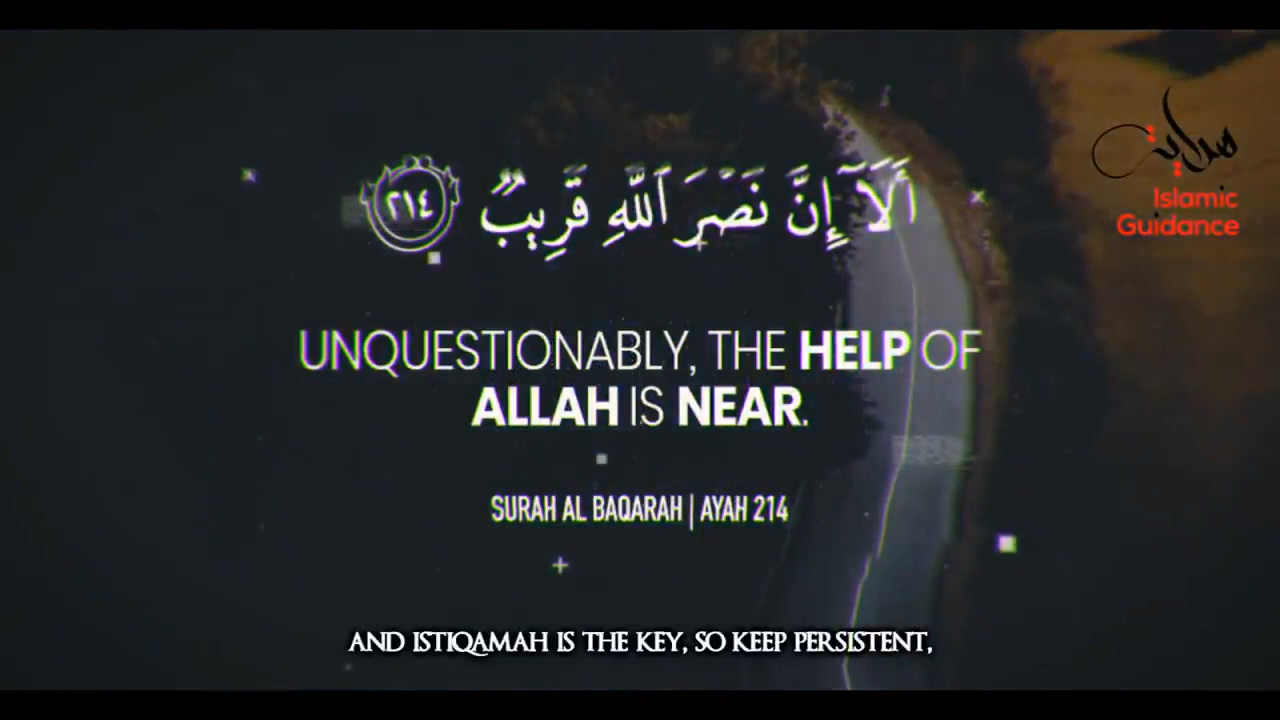 أَلَآ إِنَّ نَصْرَ ٱللَّهِ قَرِيبٌ ٢١٤
هداية
Islamic
Guidance
UNQUESTIONABLY, THE HELP OF
ALLAH IS NEAR.
SURAH AL BAQARAH | AYAH 214
AND ISTIQAMAH IS THE KEY, SO KEEP PERSISTENT,